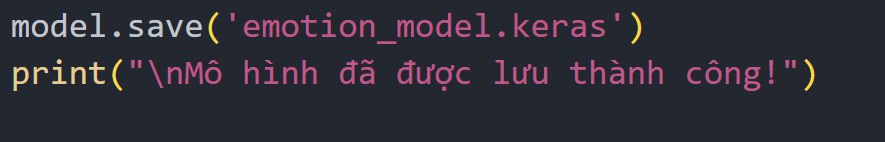 model.save('emotion_model.keras')
print("\nMô hình đã được lưu thành công!")